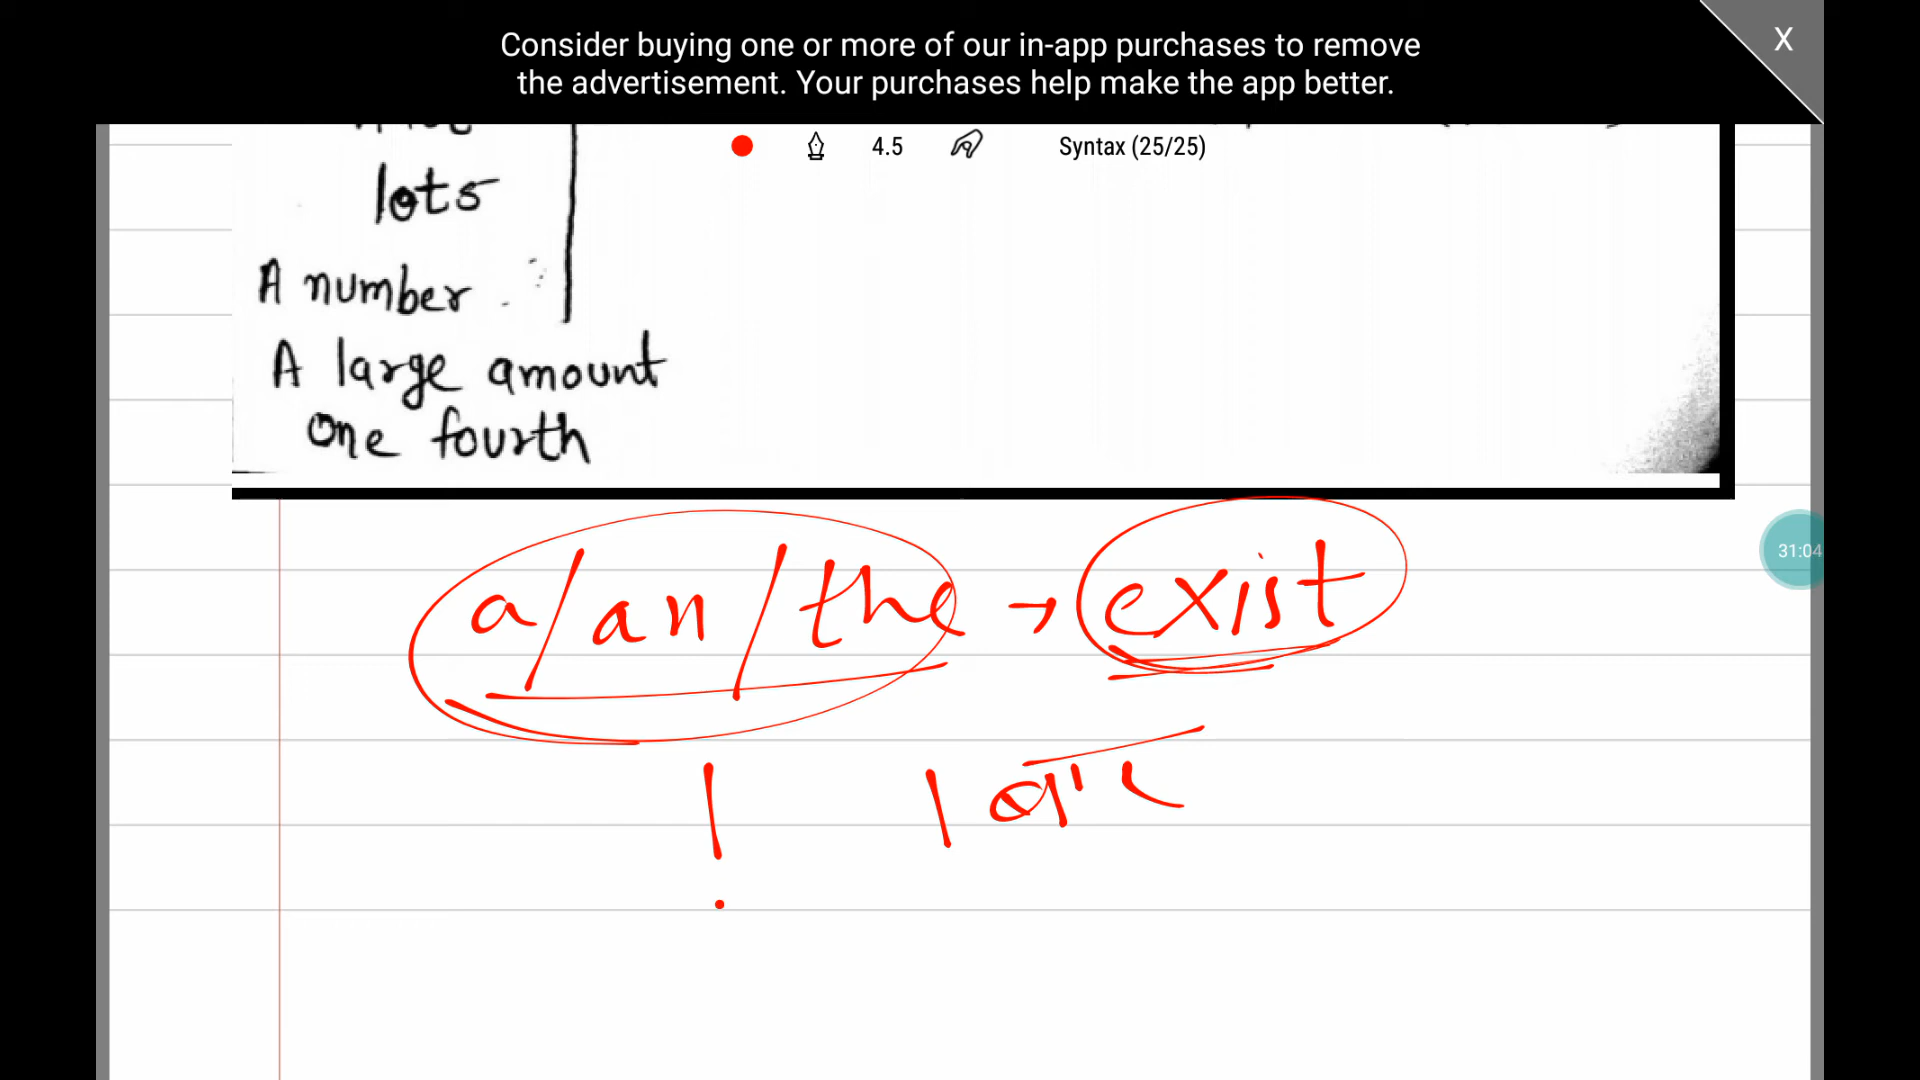 Consider buying one or more of our in-app purchases to remove
the advertisement. Your purchases help make the app better.
X
4.5 Syntax (25/25)
lots
A number
A large amount
one fourth
31:04
a/an/the → exist